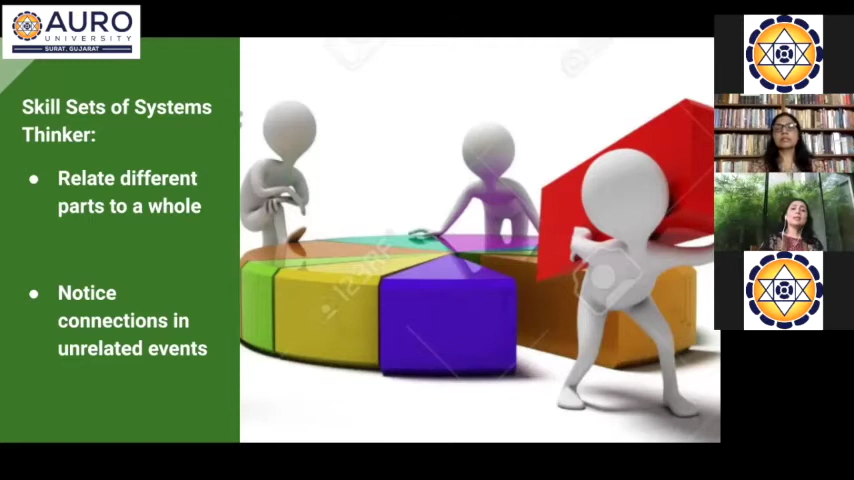 AURO
UNIVERSITY
SURAT. GUJARAT
Skill Sets of Systems
Thinker:
● Relate different
parts to a whole
● Notice
connections in
unrelated events
123RF